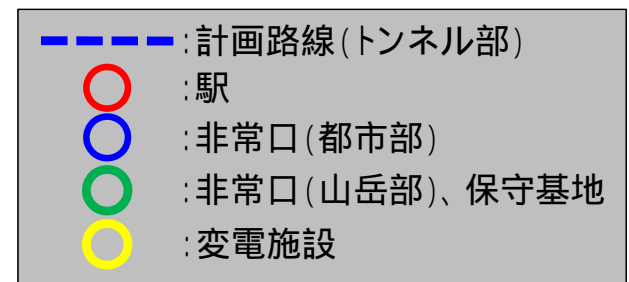 :計画路線(トンネル部)
:駅
:非常口(都市部)
:非常口(山岳部)、保守基地
:変電施設